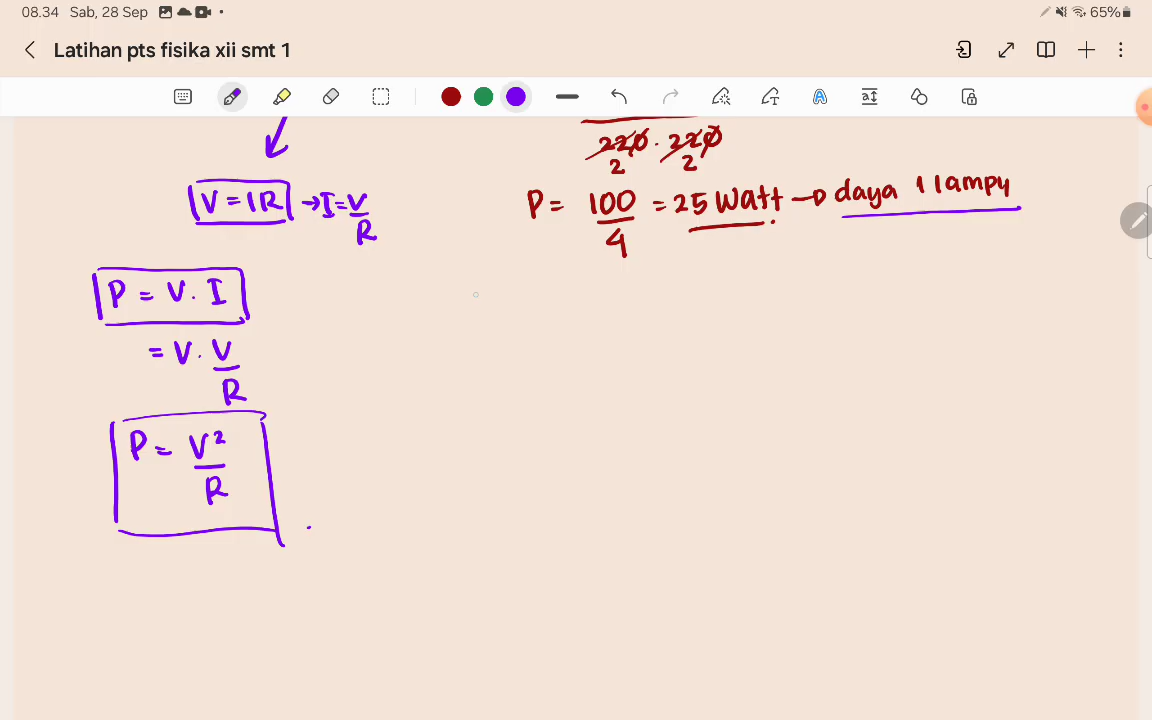 08.34 Sab, 28 Sep 65%
Latihan pts fisika xii smt 1
220 . 220
2 2
V = IR → I = V/R
P = 100/4 = 25 Watt → daya 1 lampu
P = V . I
= V . V/R
P = V²/R